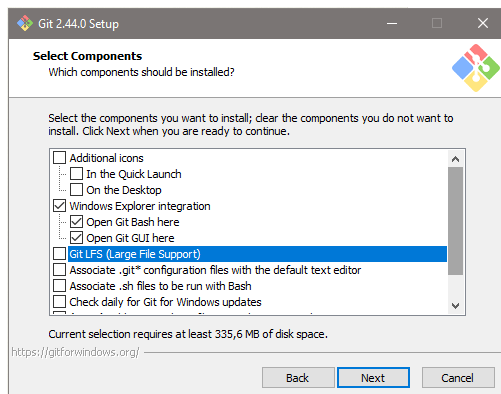 Git 2.44.0 Setup
Select Components
Which components should be installed?
Select the components you want to install; clear the components you do not want to
install. Click Next when you are ready to continue.
Additional icons
In the Quick Launch
On the Desktop
Windows Explorer integration
Open Git Bash here
Open Git GUI here
Git LFS (Large File Support)
Associate .git* configuration files with the default text editor
Associate .sh files to be run with Bash
Check daily for Git for Windows updates
Current selection requires at least 335,6 MB of disk space.
https://gitforwindows.org/
Back
Next
Cancel